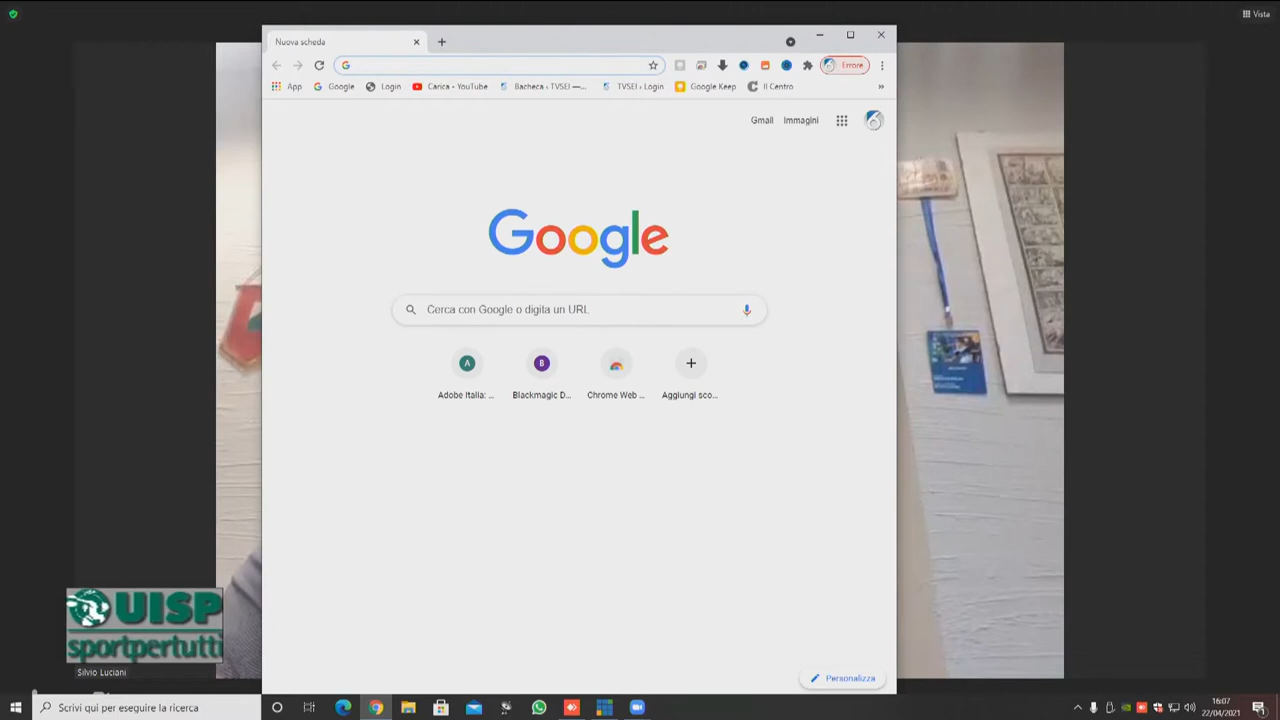 Vista
Nuova scheda
Errore
App
Google
Login
Carica - YouTube
Bacheca ‹ TVSEI —...
TVSEI › Login
Google Keep
Il Centro
»
Gmail
Immagini
Google
Cerca con Google o digita un URL
A
B
Adobe Italia: ...
Blackmagic D...
Chrome Web ...
Aggiungi sco...
UISP
sportpertutti
Silvio Luciani
Personalizza
Scrivi qui per eseguire la ricerca
16:07
22/04/2021
1